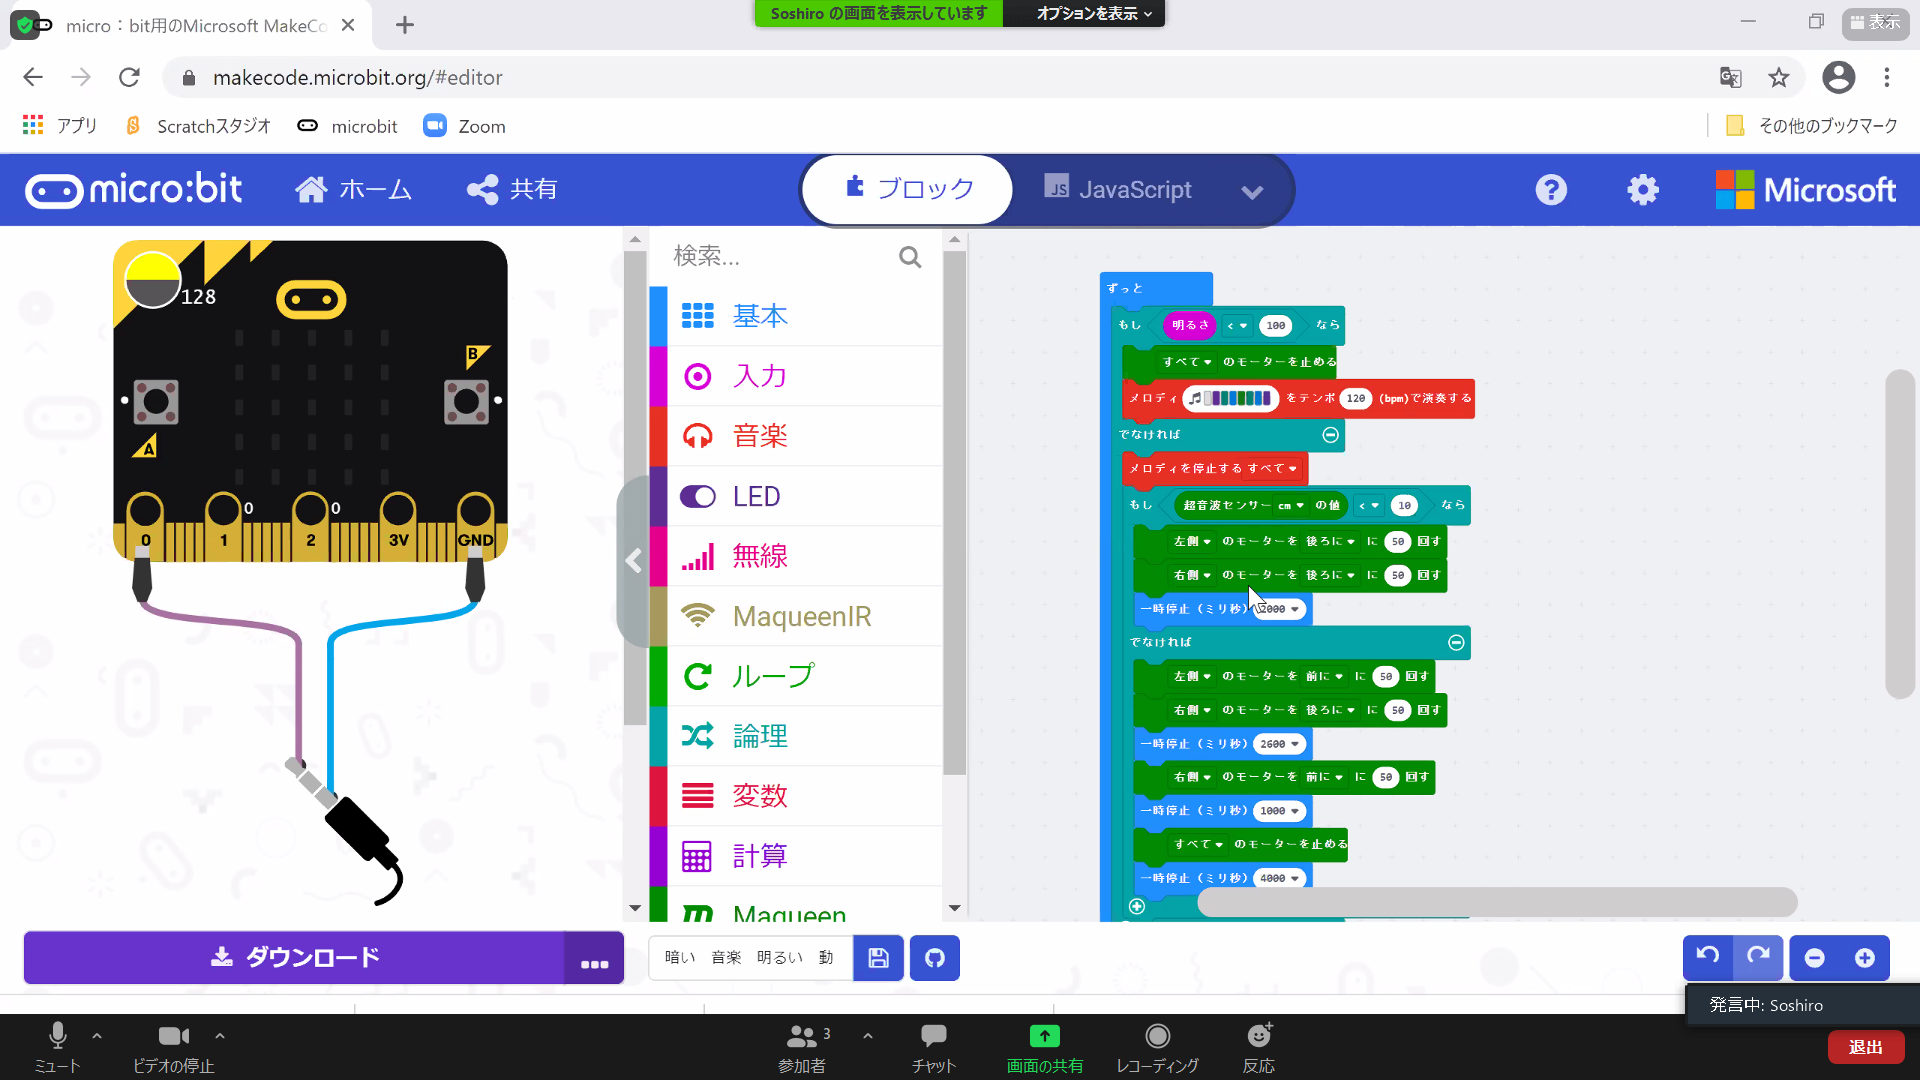 Soshiro の画面を表示しています
オプションを表示
micro：bit用のMicrosoft MakeCo
表示
makecode.microbit.org/#editor
アプリ
Scratchスタジオ
microbit
Zoom
その他のブックマーク
micro:bit
ホーム
共有
ブロック
JS JavaScript
Microsoft
128
B
A
0
0
0 1 2 3V GND
検索...
基本
入力
音楽
LED
無線
MaqueenIR
ループ
論理
変数
計算
Maqueen
ずっと
もし 明るさ < 100 なら
すべて のモーターを止める
メロディ をテンポ 120 (bpm)で演奏する
でなければ
メロディを停止する すべて
もし 超音波センサー cm の値 < 10 なら
左側 のモーターを 後ろに に 50 回す
右側 のモーターを 後ろに に 50 回す
一時停止（ミリ秒） 2000
でなければ
左側 のモーターを 前に に 50 回す
右側 のモーターを 後ろに に 50 回す
一時停止（ミリ秒） 2600
右側 のモーターを 前に に 50 回す
一時停止（ミリ秒） 1000
すべて のモーターを止める
一時停止（ミリ秒） 4000
ダウンロード
暗い 音楽 明るい 動
発言中: Soshiro
ミュート
ビデオの停止
3
参加者
チャット
画面の共有
レコーディング
反応
退出